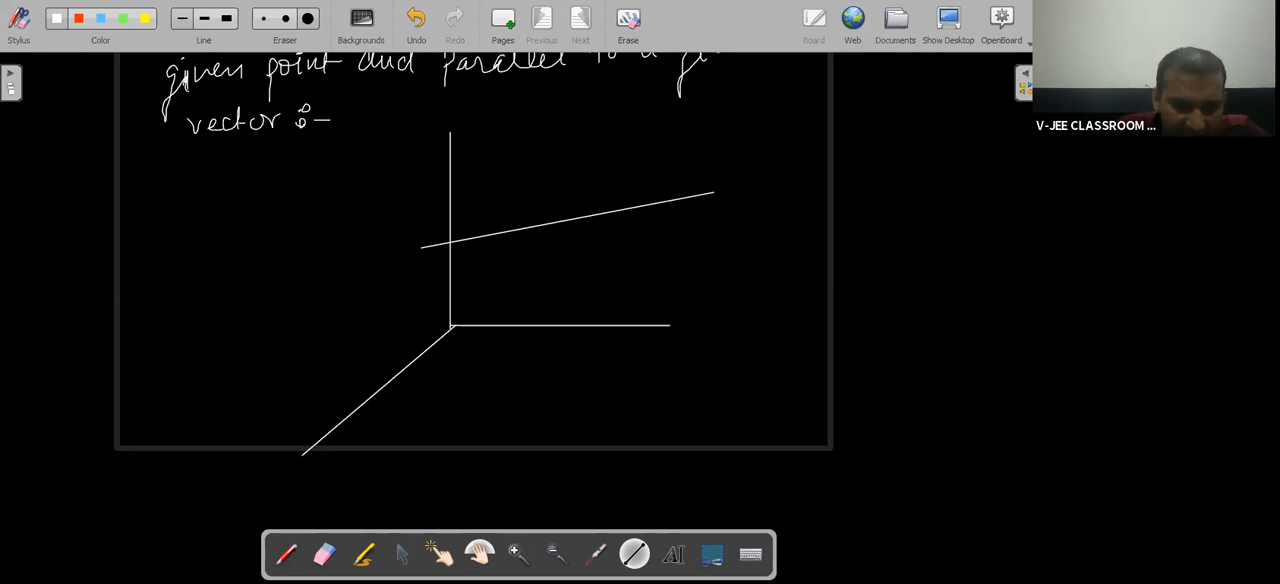 Stylus
Color
Line
Eraser
Backgrounds
Undo
Redo
Pages
Previous
Next
Erase
Board
Web
Documents
Show Desktop
OpenBoard
V-JEE CLASSROOM ...
given point and parallel to a
vector :-
AI